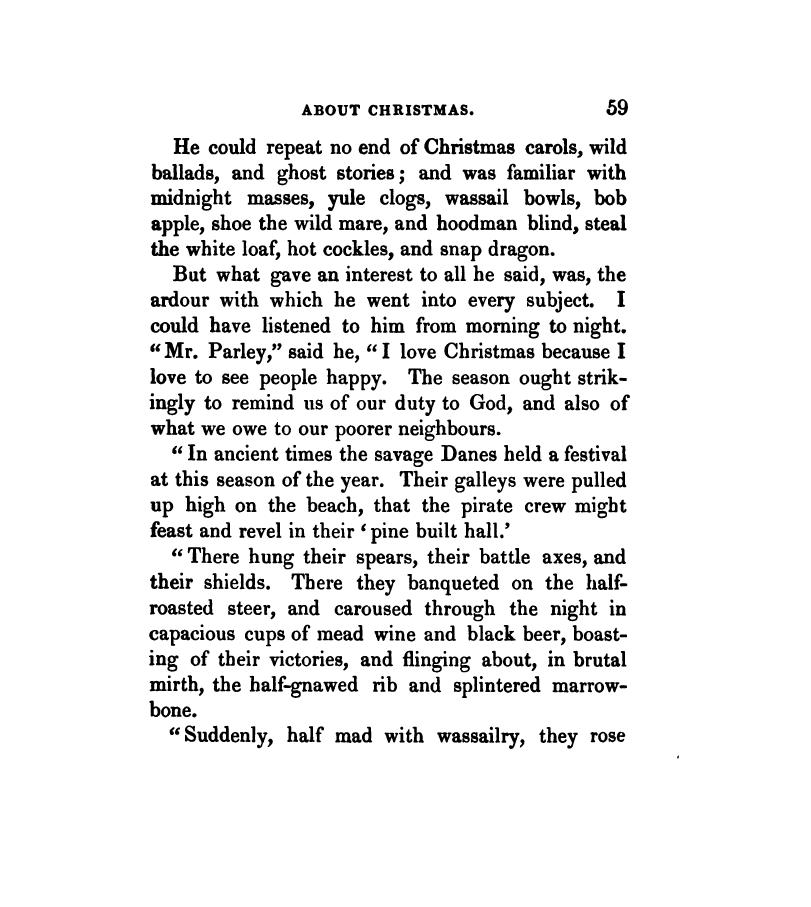 ABOUT CHRISTMAS. 59
He could repeat no end of Christmas carols, wild
ballads, and ghost stories; and was familiar with
midnight masses, yule clogs, wassail bowls, bob
apple, shoe the wild mare, and hoodman blind, steal
the white loaf, hot cockles, and snap dragon.
But what gave an interest to all he said, was, the
ardour with which he went into every subject. I
could have listened to him from morning to night.
“Mr. Parley,” said he, “I love Christmas because I
love to see people happy. The season ought strik-
ingly to remind us of our duty to God, and also of
what we owe to our poorer neighbours.
“In ancient times the savage Danes held a festival
at this season of the year. Their galleys were pulled
up high on the beach, that the pirate crew might
feast and revel in their ‘pine built hall.’
“There hung their spears, their battle axes, and
their shields. There they banqueted on the half-
roasted steer, and caroused through the night in
capacious cups of mead wine and black beer, boast-
ing of their victories, and flinging about, in brutal
mirth, the half-gnawed rib and splintered marrow-
bone.
“Suddenly, half mad with wassailry, they rose